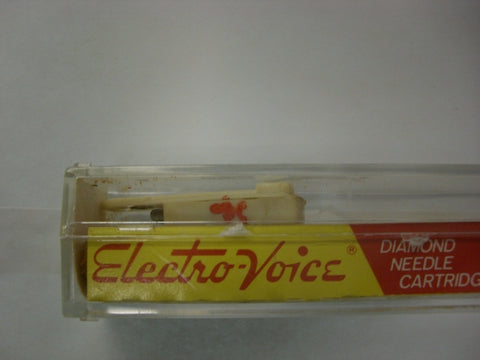 Electro-Voice®
DIAMOND
NEEDLE
CARTRIDG